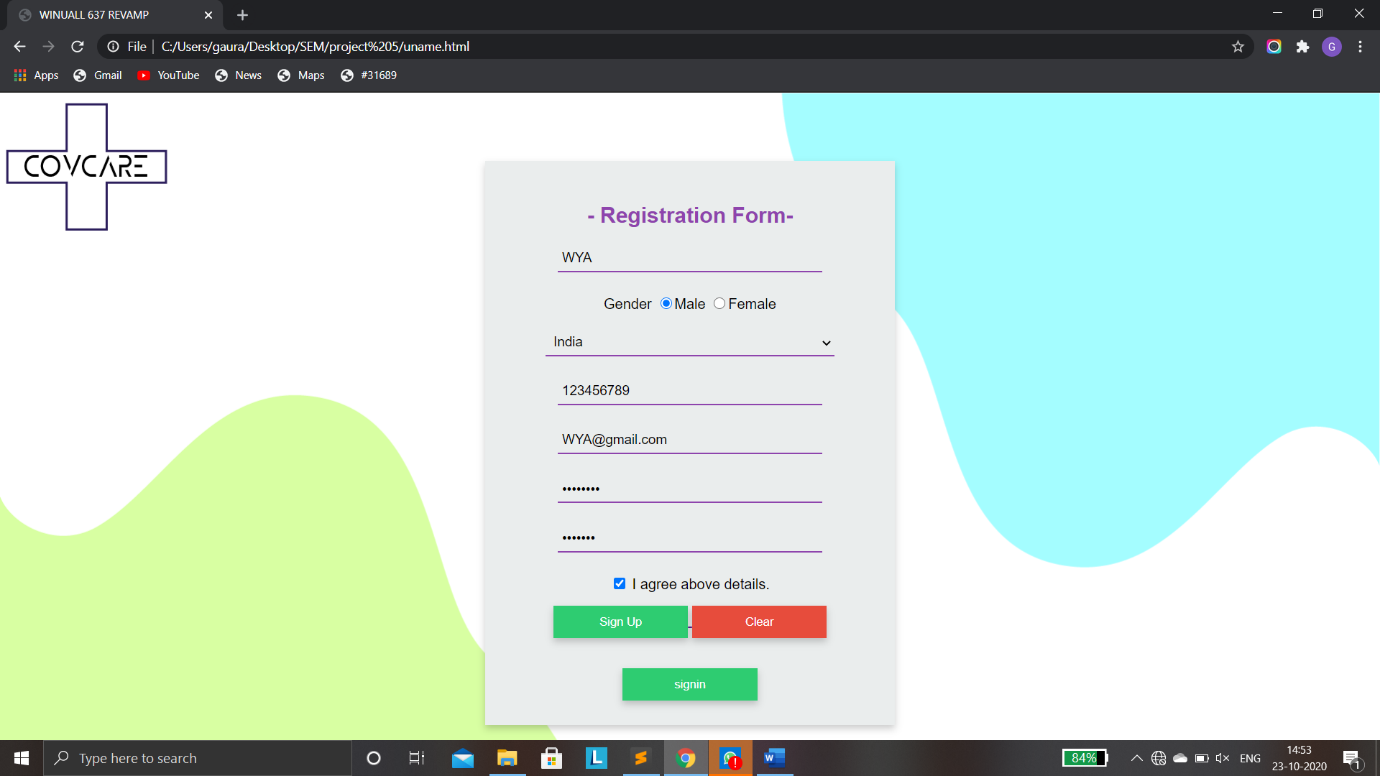 WINUALL 637 REVAMP
File | C:/Users/gaura/Desktop/SEM/project%205/uname.html
G
Apps Gmail YouTube News Maps #31689
COVCARE
- Registration Form-
WYA
Gender Male Female
India
123456789
WYA@gmail.com
••••••••
•••••••
I agree above details.
Sign Up Clear
signin
Type here to search
L
84%
ENG
14:53
23-10-2020
1